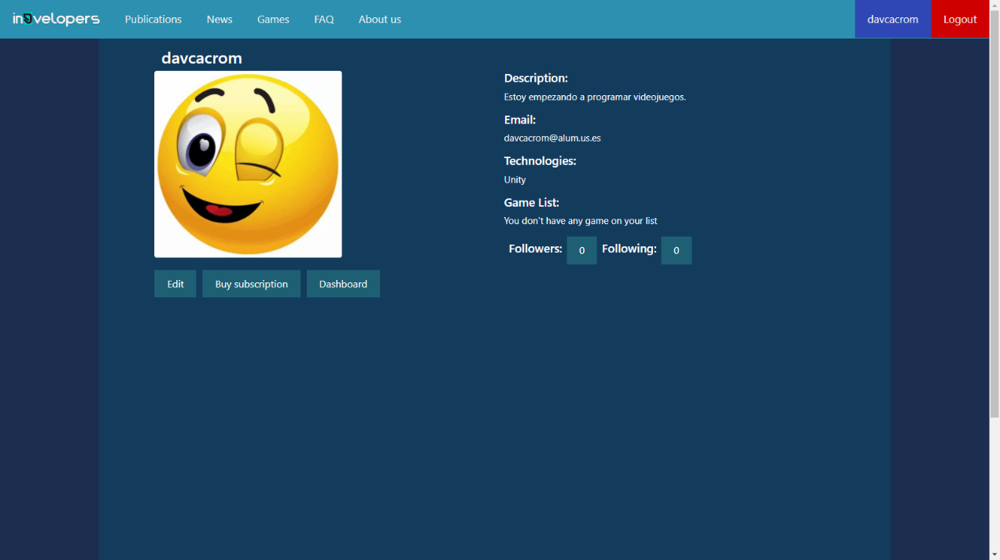 indvelopers
Publications
News
Games
FAQ
About us
davcacrom
Logout
davcacrom
Description:
Estoy empezando a programar videojuegos.
Email:
davcacrom@alum.us.es
Technologies:
Unity
Game List:
You don't have any game on your list
Followers: 0 Following: 0
Edit
Buy subscription
Dashboard